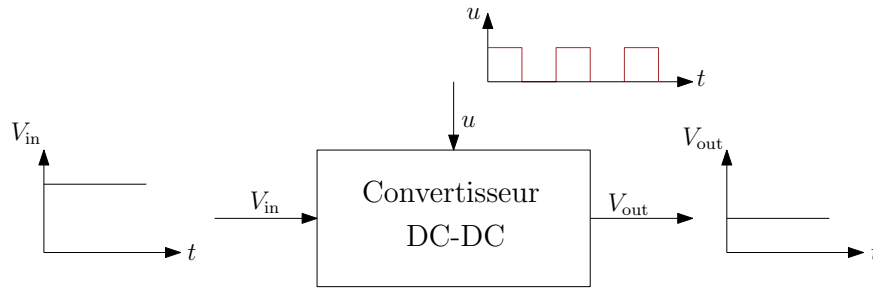 u
t
u
V_in
V_out
Convertisseur
DC-DC
V_in
V_out
t